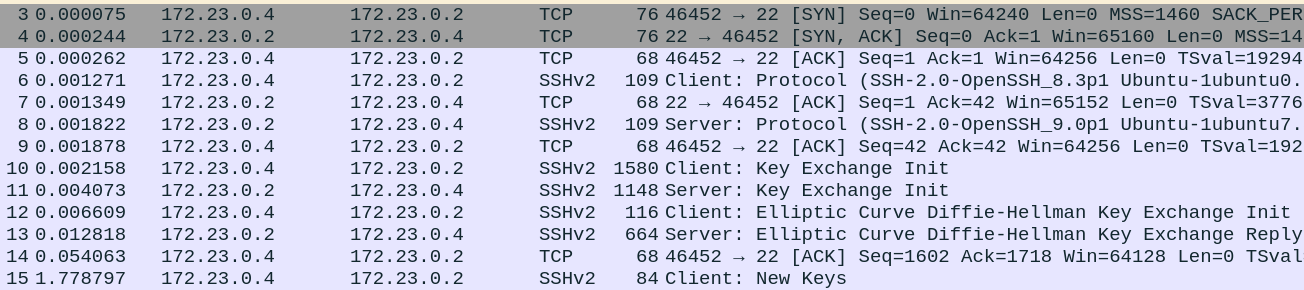 3 0.000075 172.23.0.4 172.23.0.2 TCP 76 46452 → 22 [SYN] Seq=0 Win=64240 Len=0 MSS=1460 SACK_PER
4 0.000244 172.23.0.2 172.23.0.4 TCP 76 22 → 46452 [SYN, ACK] Seq=0 Ack=1 Win=65160 Len=0 MSS=14
5 0.000262 172.23.0.4 172.23.0.2 TCP 68 46452 → 22 [ACK] Seq=1 Ack=1 Win=64256 Len=0 TSval=19294
6 0.001271 172.23.0.4 172.23.0.2 SSHv2 109 Client: Protocol (SSH-2.0-OpenSSH_8.3p1 Ubuntu-1ubuntu0.
7 0.001349 172.23.0.2 172.23.0.4 TCP 68 22 → 46452 [ACK] Seq=1 Ack=42 Win=65152 Len=0 TSval=3776
8 0.001822 172.23.0.2 172.23.0.4 SSHv2 109 Server: Protocol (SSH-2.0-OpenSSH_9.0p1 Ubuntu-1ubuntu7.
9 0.001878 172.23.0.4 172.23.0.2 TCP 68 46452 → 22 [ACK] Seq=42 Ack=42 Win=64256 Len=0 TSval=192
10 0.002158 172.23.0.4 172.23.0.2 SSHv2 1580 Client: Key Exchange Init
11 0.004073 172.23.0.2 172.23.0.4 SSHv2 1148 Server: Key Exchange Init
12 0.006609 172.23.0.4 172.23.0.2 SSHv2 116 Client: Elliptic Curve Diffie-Hellman Key Exchange Init
13 0.012818 172.23.0.2 172.23.0.4 SSHv2 664 Server: Elliptic Curve Diffie-Hellman Key Exchange Reply
14 0.054063 172.23.0.4 172.23.0.2 TCP 68 46452 → 22 [ACK] Seq=1602 Ack=1718 Win=64128 Len=0 TSval
15 1.778797 172.23.0.4 172.23.0.2 SSHv2 84 Client: New Keys